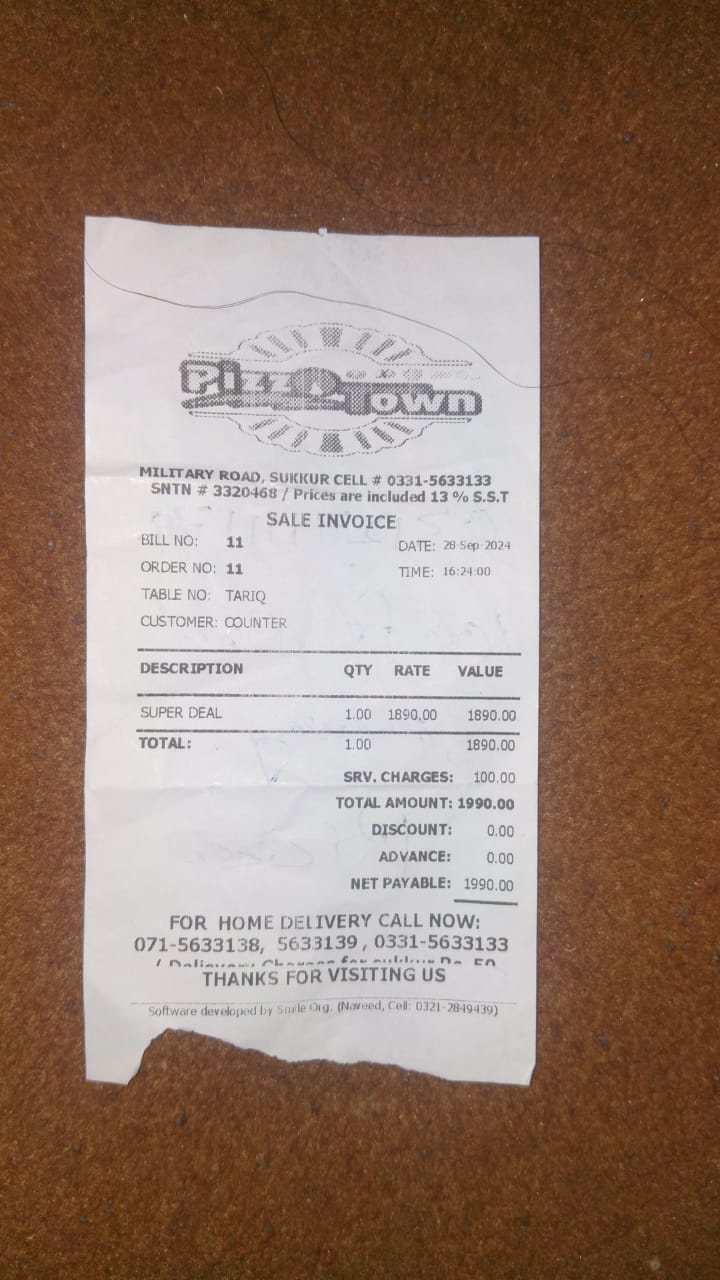 Pizza Town
MILITARY ROAD, SUKKUR CELL # 0331-5633133
SNTN # 3320468 / Prices are included 13 % S.S.T
SALE INVOICE
BILL NO: 11 DATE: 28-Sep-2024
ORDER NO: 11 TIME: 16:24:00
TABLE NO: TARIQ
CUSTOMER: COUNTER
DESCRIPTION QTY RATE VALUE
SUPER DEAL 1.00 1890.00 1890.00
TOTAL: 1.00 1890.00
SRV. CHARGES: 100.00
TOTAL AMOUNT: 1990.00
DISCOUNT: 0.00
ADVANCE: 0.00
NET PAYABLE: 1990.00
FOR HOME DELIVERY CALL NOW:
071-5633138, 5633139, 0331-5633133
THANKS FOR VISITING US
Software developed by Smile Org. (Naveed, Cell: 0321-2849439)